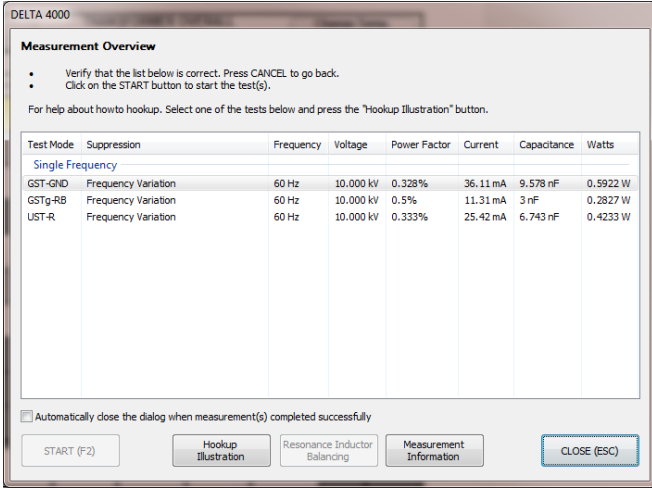 DELTA 4000
Measurement Overview
• Verify that the list below is correct. Press CANCEL to go back.
• Click on the START button to start the test(s).
For help about howto hookup. Select one of the tests below and press the "Hookup Illustration" button.
Test Mode Suppression Frequency Voltage Power Factor Current Capacitance Watts
Single Frequency
GST-GND Frequency Variation 60 Hz 10.000 kV 0.328% 36.11 mA 9.578 nF 0.5922 W
GSTg-RB Frequency Variation 60 Hz 10.000 kV 0.5% 11.31 mA 3 nF 0.2827 W
UST-R Frequency Variation 60 Hz 10.000 kV 0.333% 25.42 mA 6.743 nF 0.4233 W
Automatically close the dialog when measurement(s) completed successfully
START (F2)
Hookup
Illustration
Resonance Inductor
Balancing
Measurement
Information
CLOSE (ESC)